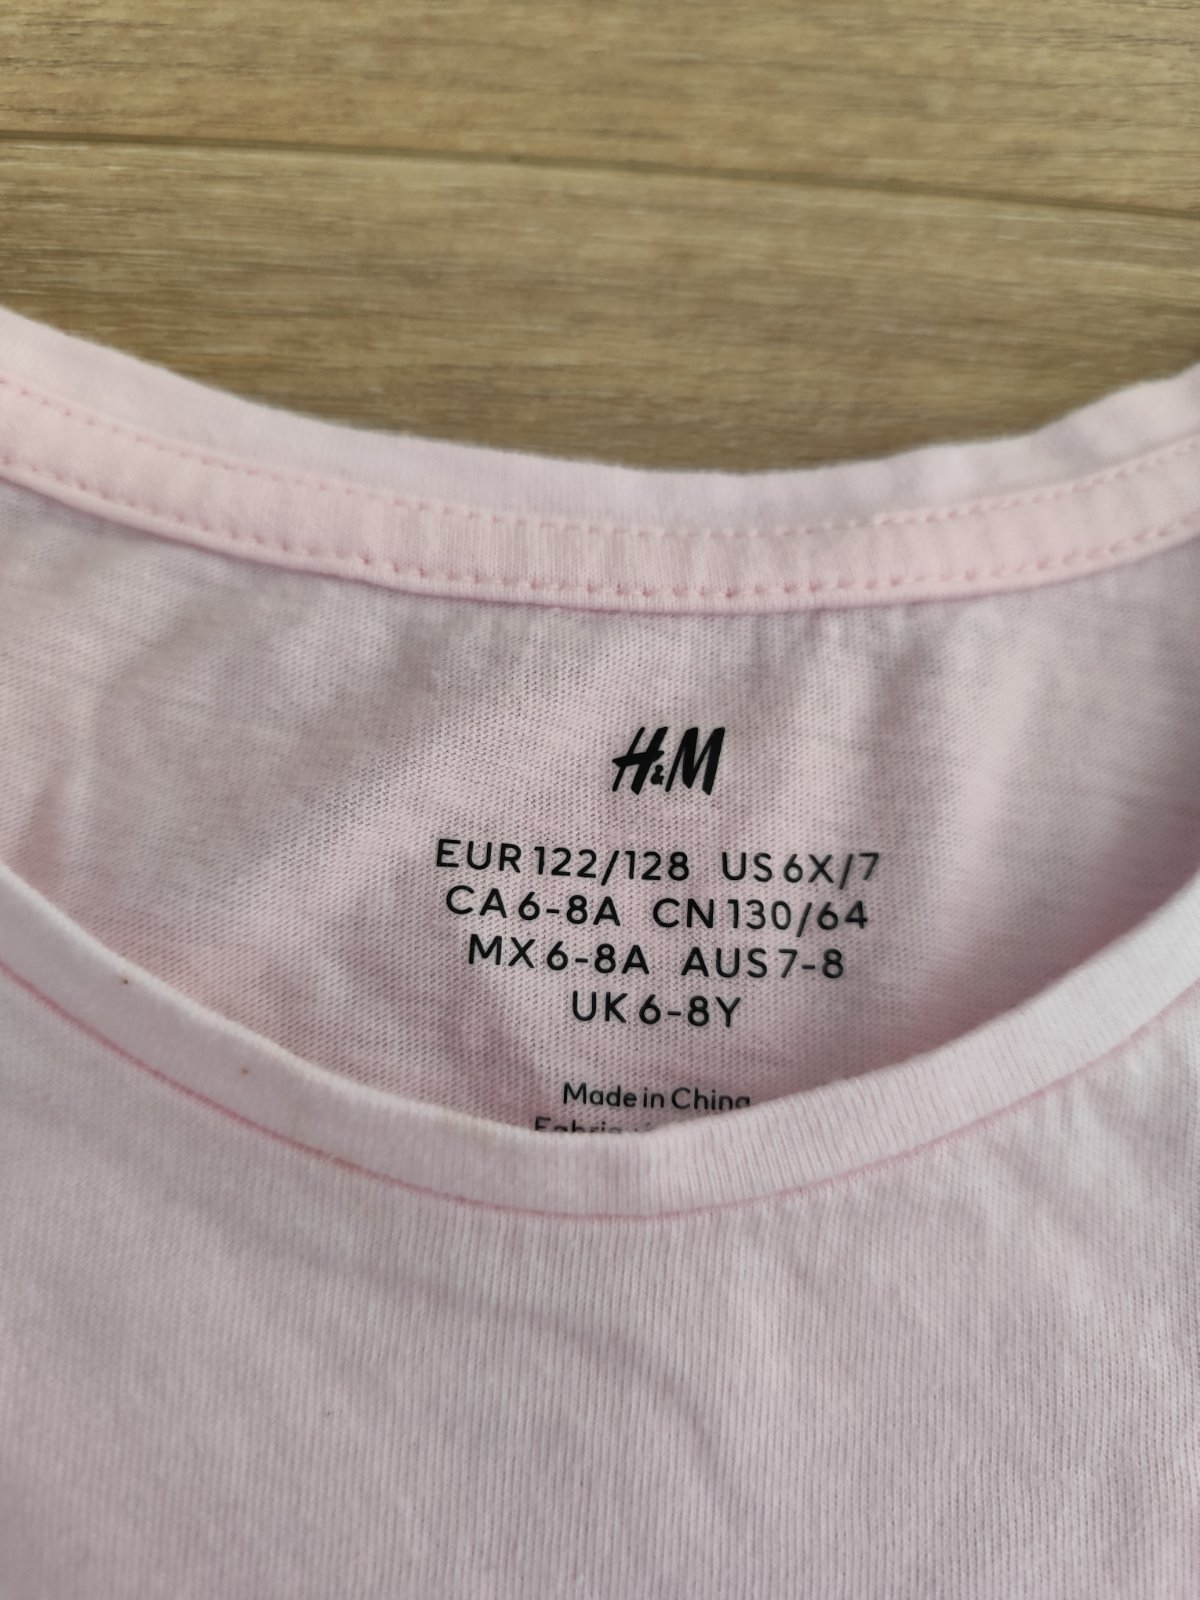 H&M
EUR 122/128 US 6X/7
CA 6-8A CN 130/64
MX 6-8A AUS 7-8
UK 6-8Y
Made in China